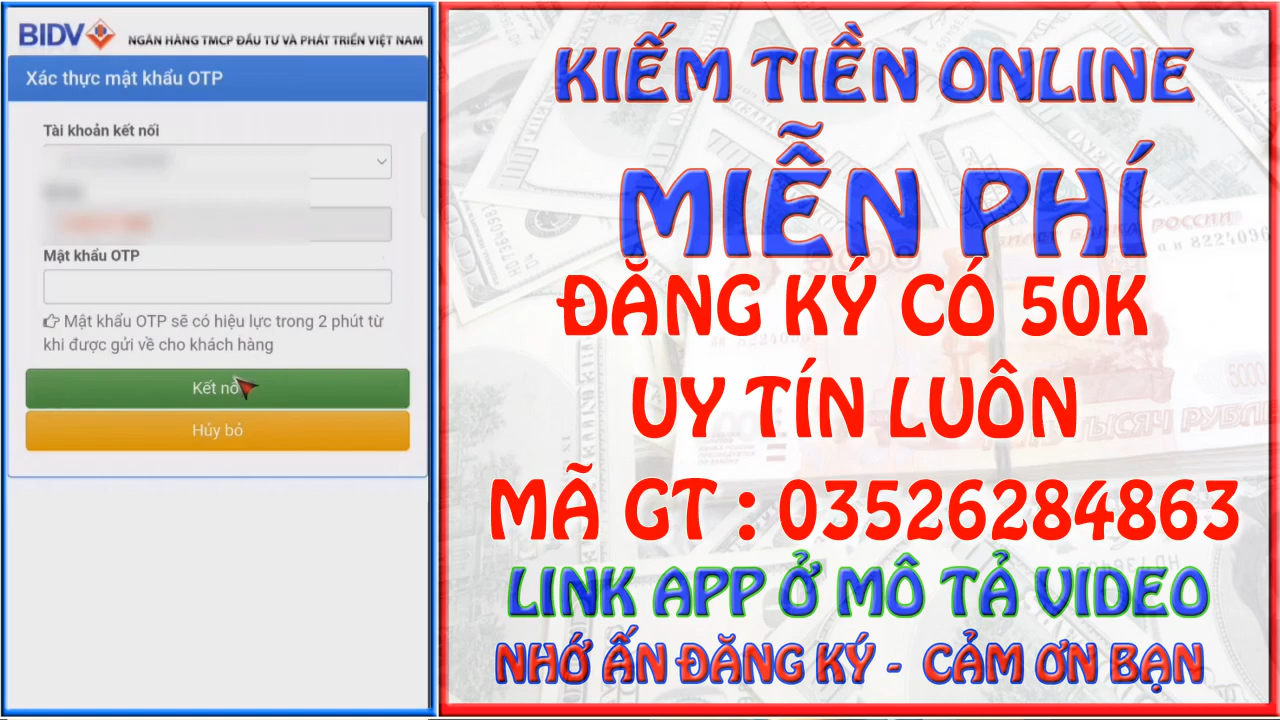 BIDV NGÂN HÀNG TMCP ĐẦU TƯ VÀ PHÁT TRIỂN VIỆT NAM
Xác thực mật khẩu OTP
Tài khoản kết nối
Mật khẩu OTP
Mật khẩu OTP sẽ có hiệu lực trong 2 phút từ
khi được gửi về cho khách hàng
Kết nố
Hủy bỏ
KIẾM TIỀN ONLINE
MIỄN PHÍ
ĐĂNG KÝ CÓ 50K
UY TÍN LUÔN
MÃ GT : 03526284863
LINK APP Ở MÔ TẢ VIDEO
NHỚ ẤN ĐĂNG KÝ - CẢM ƠN BẠN